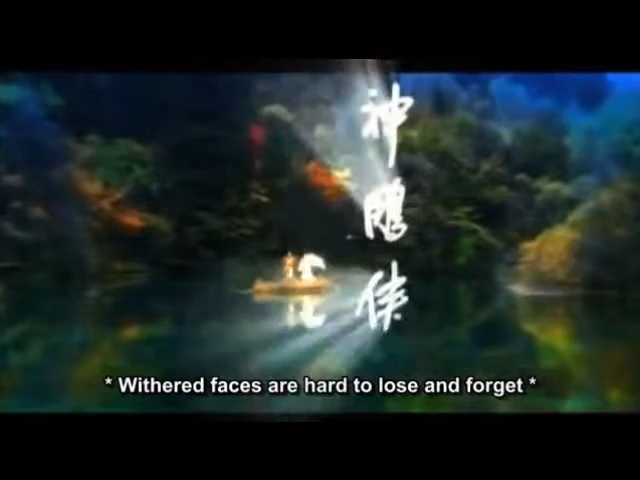 神鵰俠
* Withered faces are hard to lose and forget *